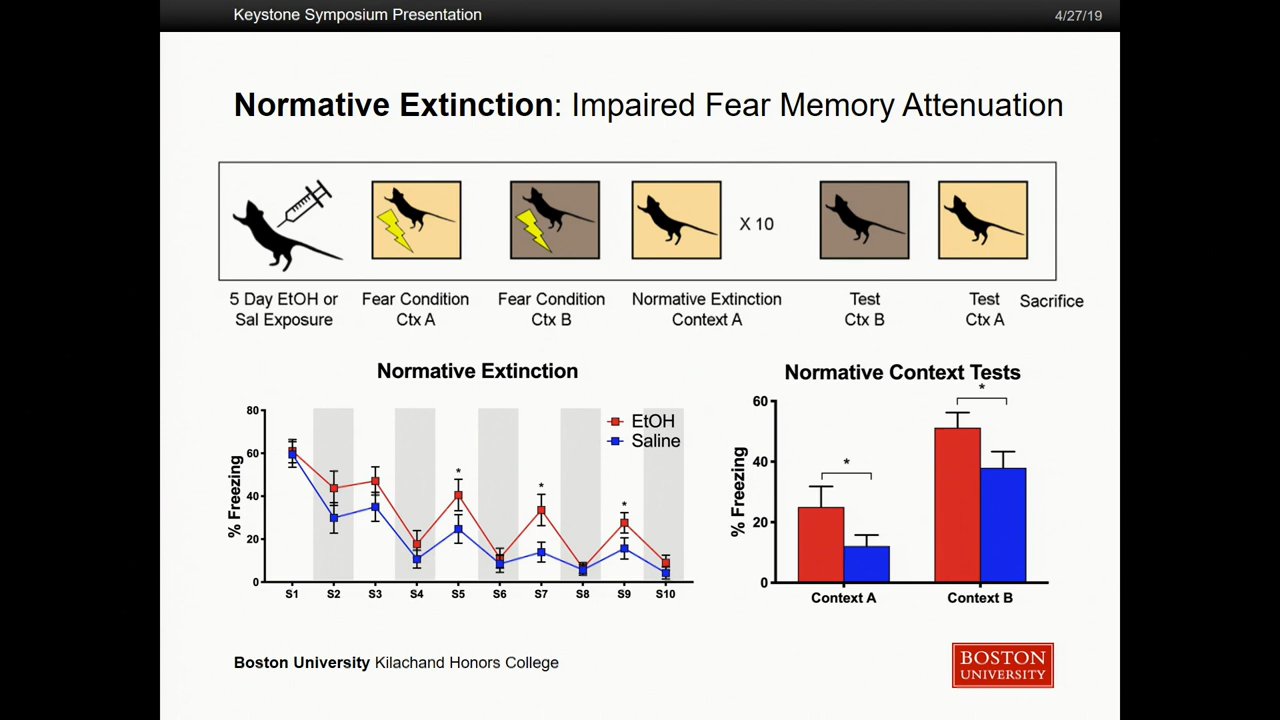 Keystone Symposium Presentation
4/27/19
Normative Extinction: Impaired Fear Memory Attenuation
X 10
5 Day EtOH or
Sal Exposure
Fear Condition
Ctx A
Fear Condition
Ctx B
Normative Extinction
Context A
Test
Ctx B
Test
Ctx A
Sacrifice
Normative Extinction
% Freezing
80
60
40
20
0
EtOH
Saline
*
*
*
S1 S2 S3 S4 S5 S6 S7 S8 S9 S10
Normative Context Tests
% Freezing
60
40
20
0
*
*
Context A
Context B
Boston University Kilachand Honors College
BOSTON
UNIVERSITY